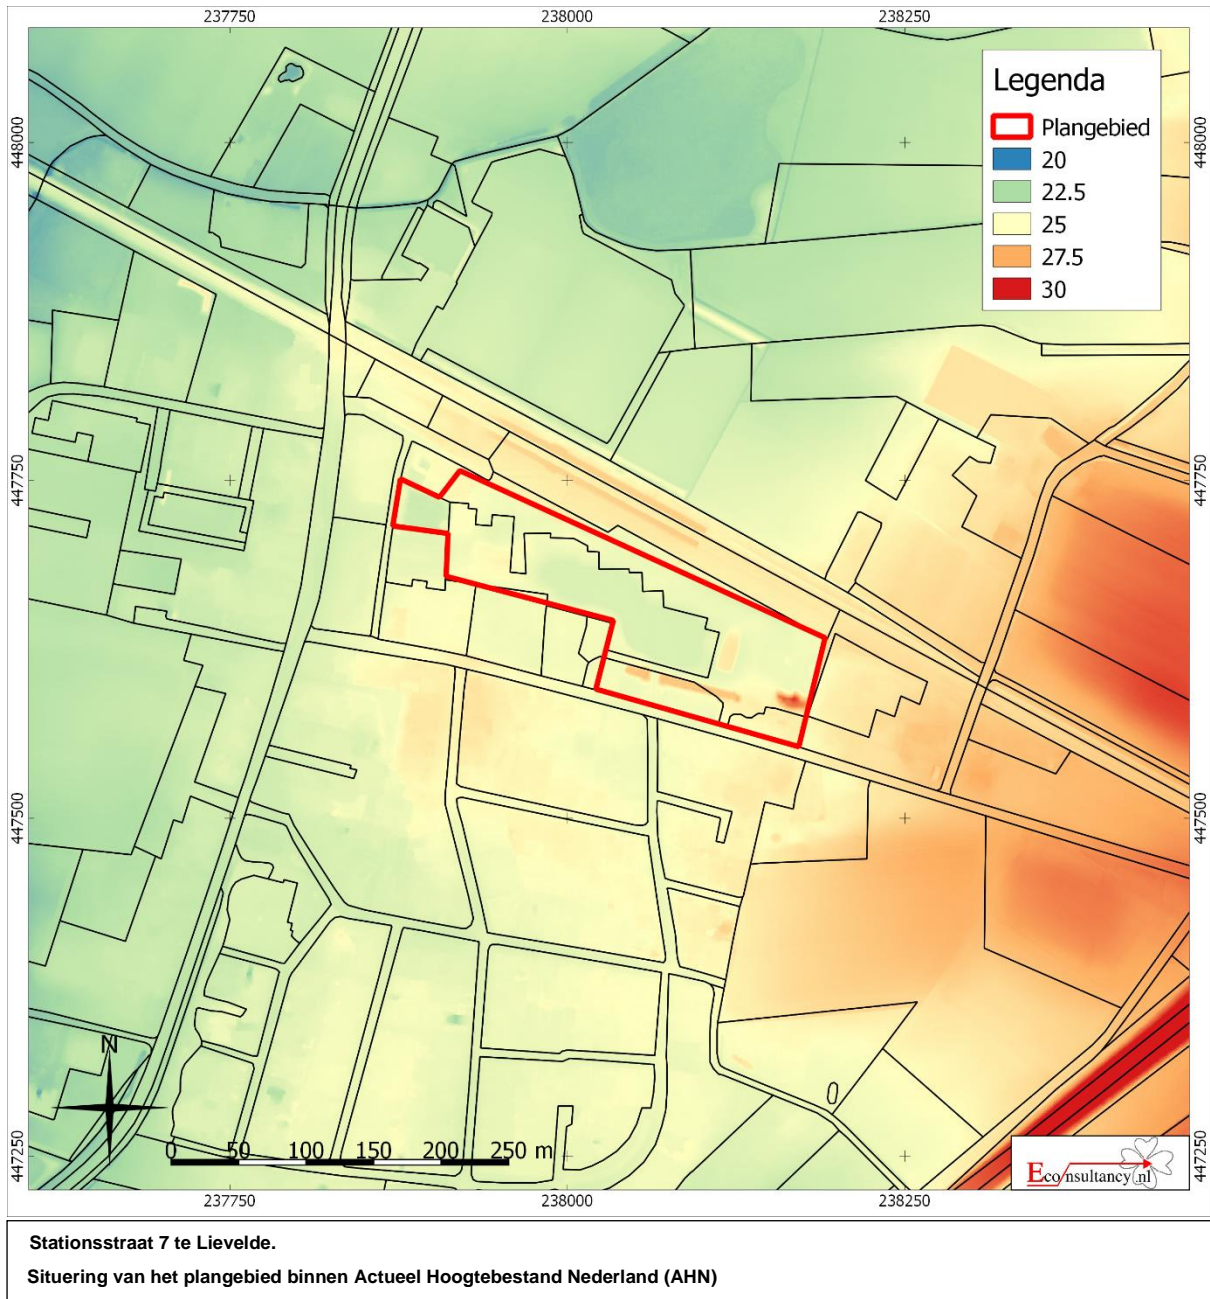 237750
238000
238250
448000
448000
447750
447750
447500
447500
447250
447250
Legenda
Plangebied
20
22.5
25
27.5
30
N
0 50 100 150 200 250 m
Econsultancy.nl
237750
238000
238250
Stationsstraat 7 te Lievelde.
Situering van het plangebied binnen Actueel Hoogtebestand Nederland (AHN)